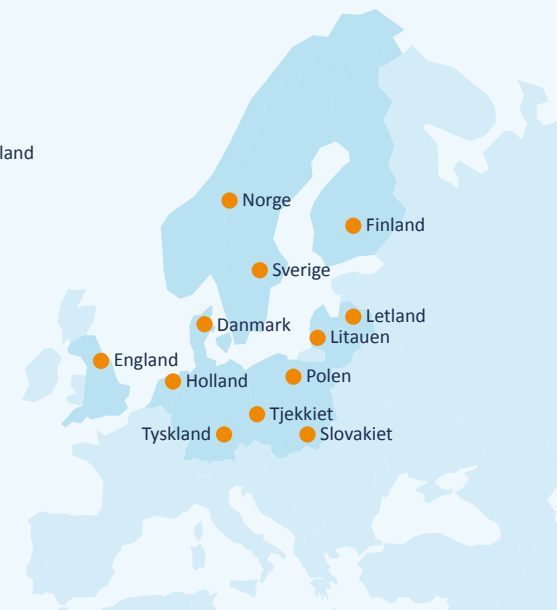 land
Norge
Finland
Sverige
Letland
Danmark
Litauen
England
Polen
Holland
Tjekkiet
Tyskland
Slovakiet